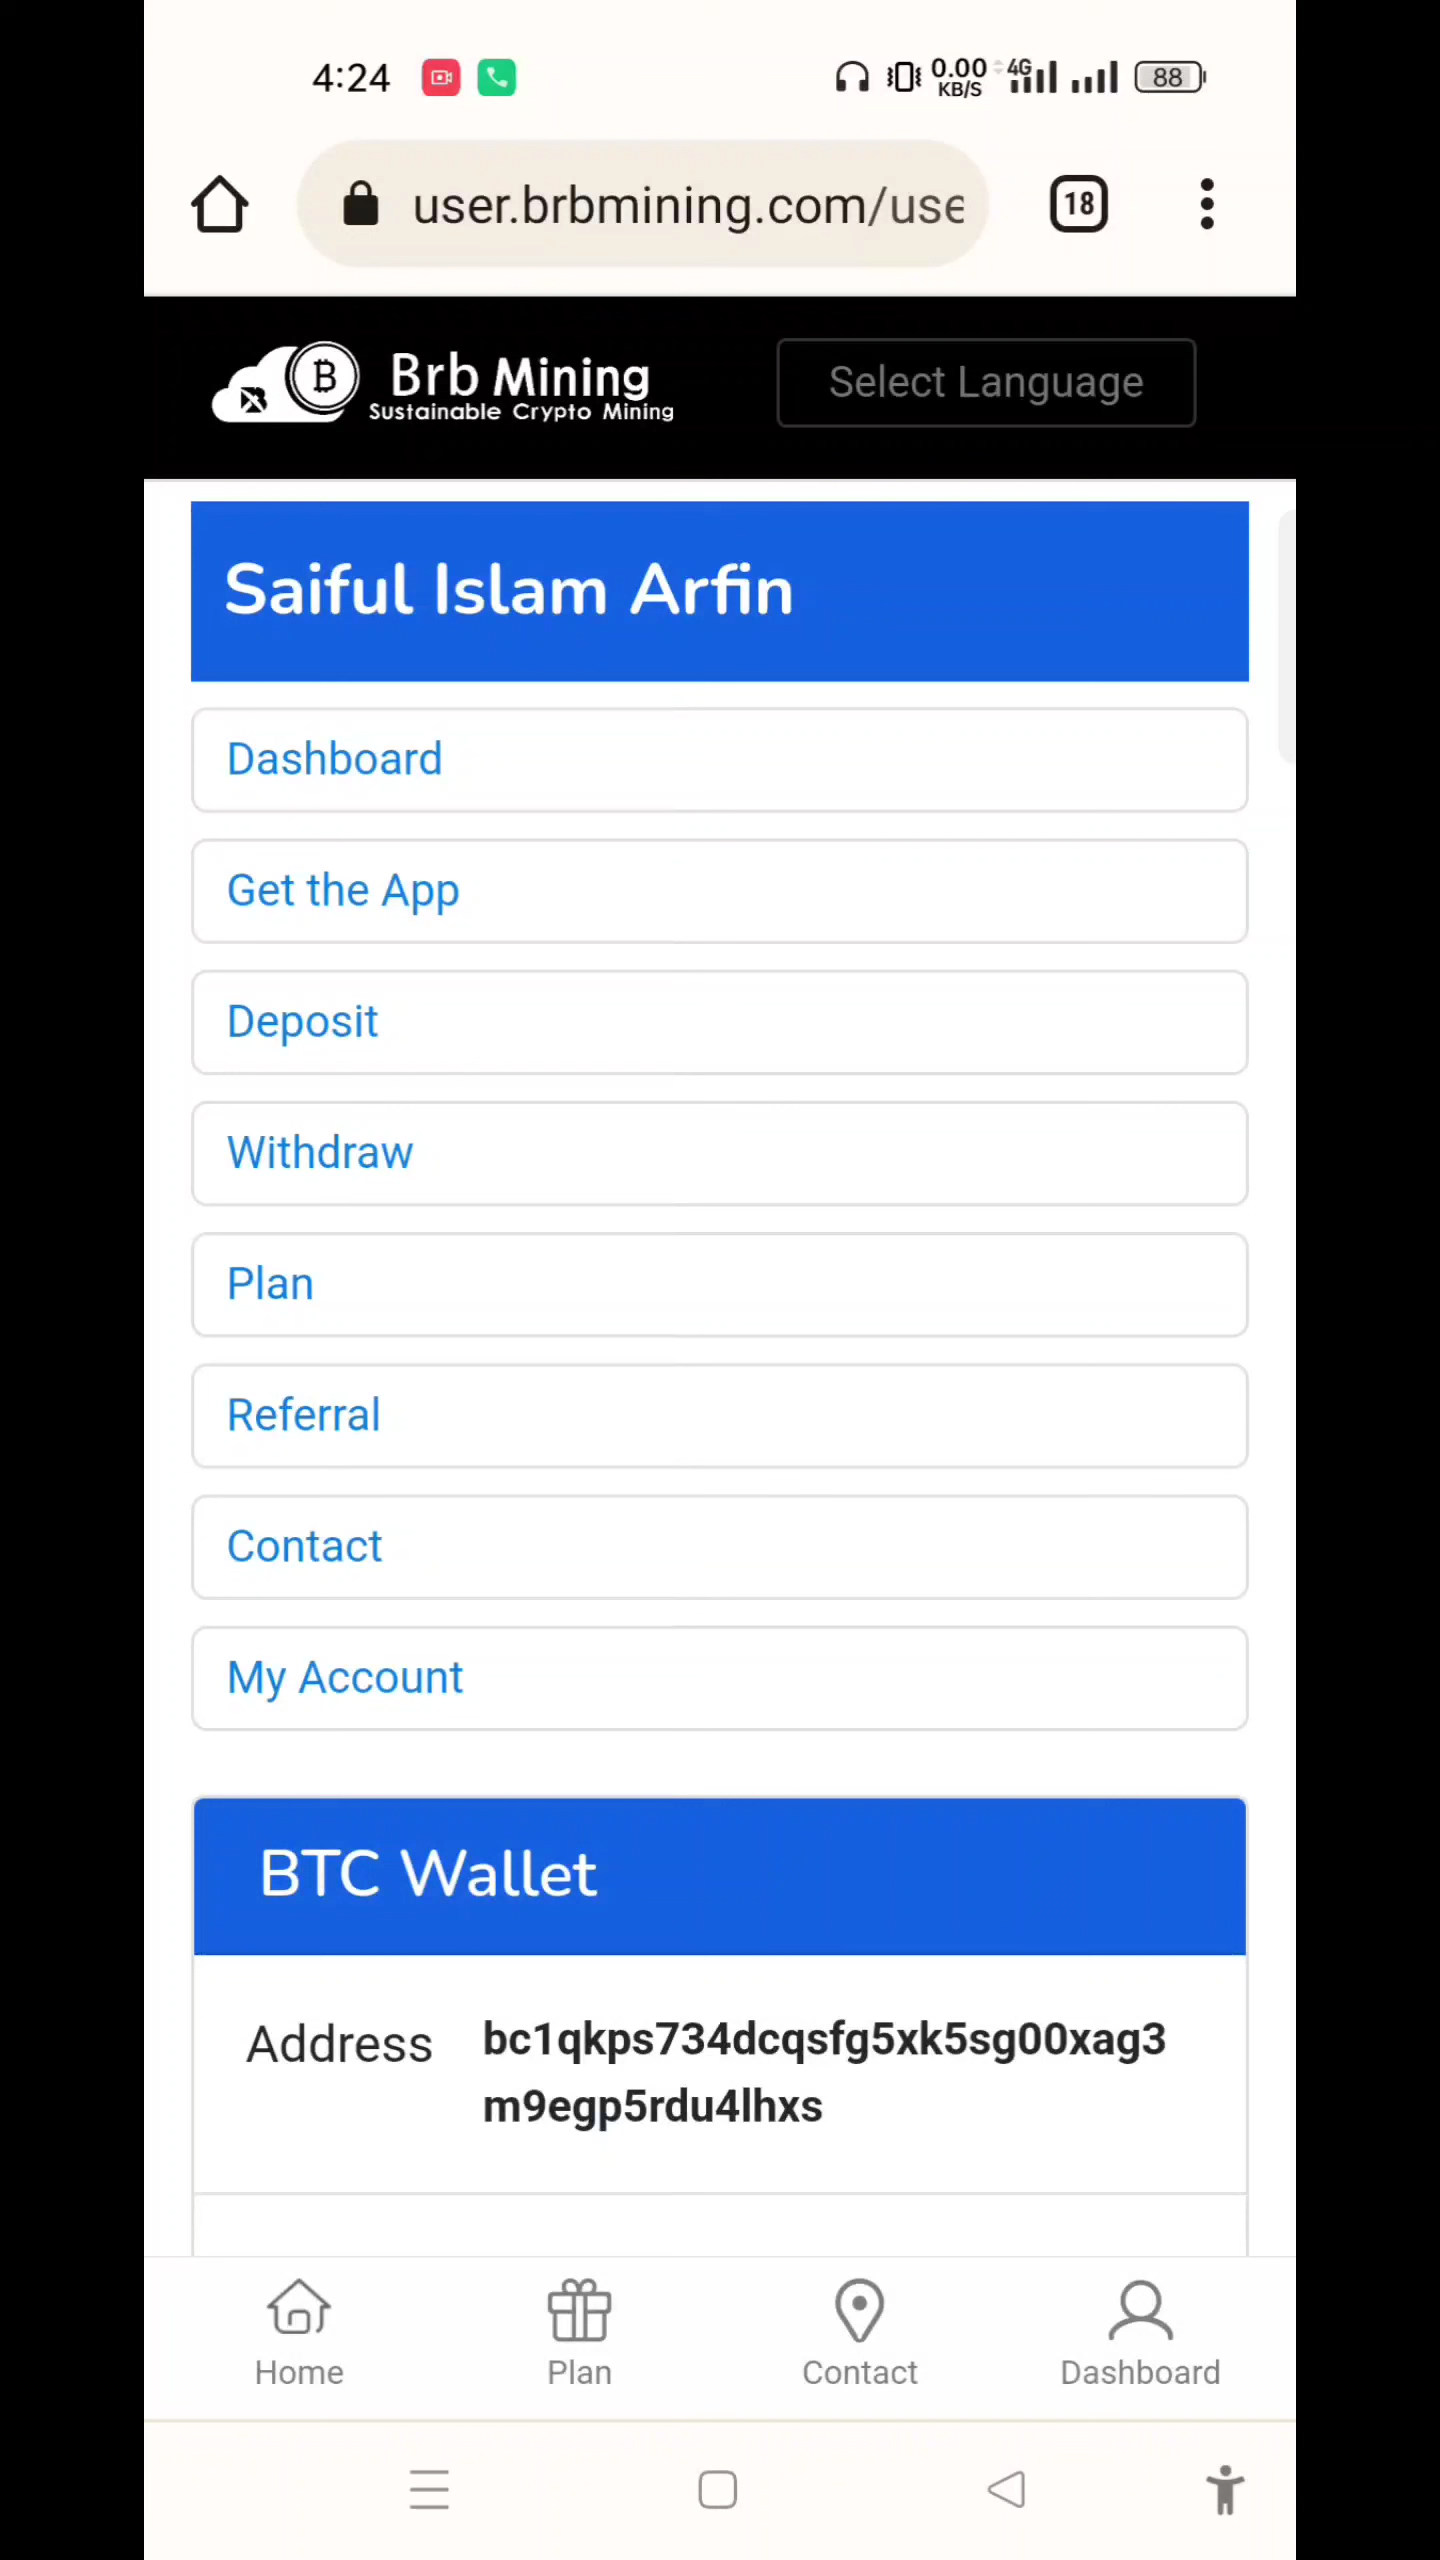 4:24
0.00
KB/S
4G
88
user.brbmining.com/use
18
Brb Mining
Sustainable Crypto Mining
Select Language
Saiful Islam Arfin
Dashboard
Get the App
Deposit
Withdraw
Plan
Referral
Contact
My Account
BTC Wallet
Address bc1qkps734dcqsfg5xk5sg00xag3
m9egp5rdu4lhxs
Home Plan Contact Dashboard